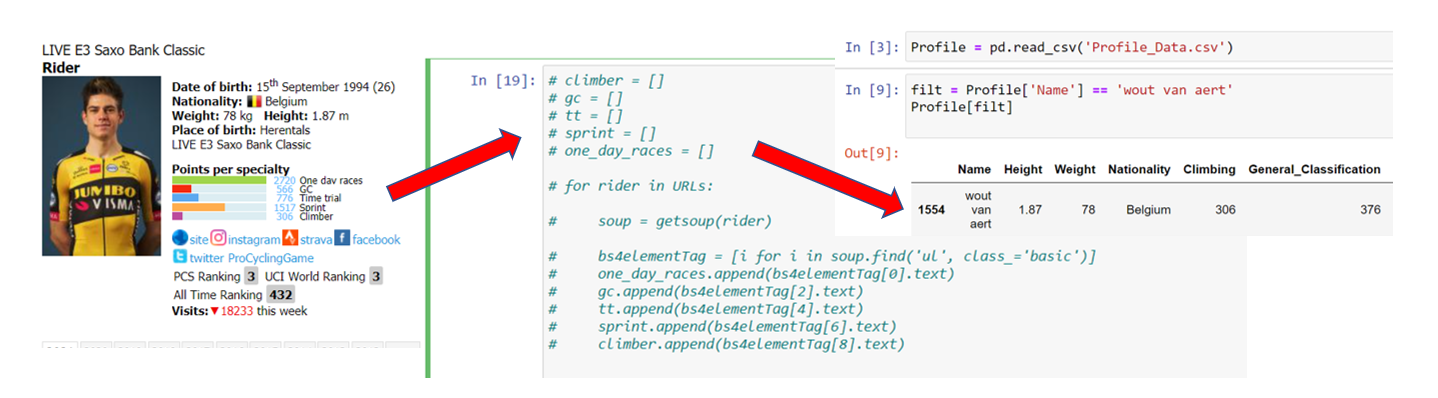 LIVE E3 Saxo Bank Classic
Rider
Date of birth: 15th September 1994 (26)
Nationality: Belgium
Weight: 78 kg Height: 1.87 m
Place of birth: Herentals
LIVE E3 Saxo Bank Classic
Points per specialty
2720 One day races
566 GC
776 Time trial
1517 Sprint
306 Climber
site instagram strava facebook
twitter ProCyclingGame
PCS Ranking 3 UCI World Ranking 3
All Time Ranking 432
Visits: ▼18233 this week
JUMBO
VISMA
In [19]: # climber = []
# gc = []
# tt = []
# sprint = []
# one_day_races = []
# for rider in URLs:
#     soup = getsoup(rider)
#     bs4elementTag = [i for i in soup.find('ul', class_='basic')]
#     one_day_races.append(bs4elementTag[0].text)
#     gc.append(bs4elementTag[2].text)
#     tt.append(bs4elementTag[4].text)
#     sprint.append(bs4elementTag[6].text)
#     climber.append(bs4elementTag[8].text)
In [3]: Profile = pd.read_csv('Profile_Data.csv')
In [9]: filt = Profile['Name'] == 'wout van aert'
Profile[filt]
Out[9]:
Name Height Weight Nationality Climbing General_Classification
1554 wout van aert 1.87 78 Belgium 306 376